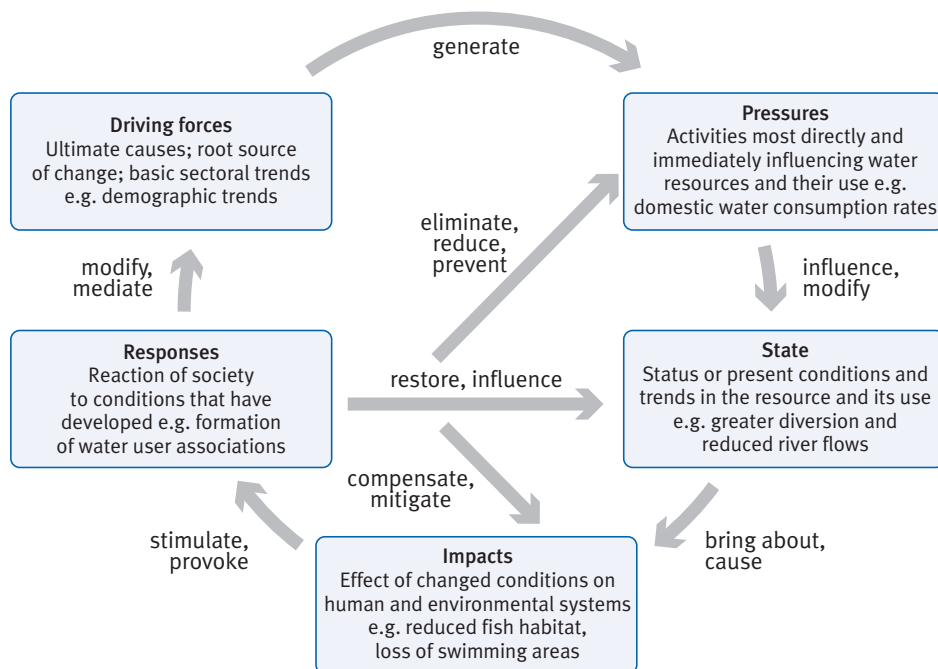 generate
Driving forces
Ultimate causes; root source
of change; basic sectoral trends
e.g. demographic trends
Pressures
Activities most directly and
immediately influencing water
resources and their use e.g.
domestic water consumption rates
eliminate,
reduce,
prevent
modify,
mediate
influence,
modify
Responses
Reaction of society
to conditions that have
developed e.g. formation
of water user associations
restore, influence
State
Status or present conditions and
trends in the resource and its use
e.g. greater diversion and
reduced river flows
compensate,
mitigate
stimulate,
provoke
bring about,
cause
Impacts
Effect of changed conditions on
human and environmental systems
e.g. reduced fish habitat,
loss of swimming areas